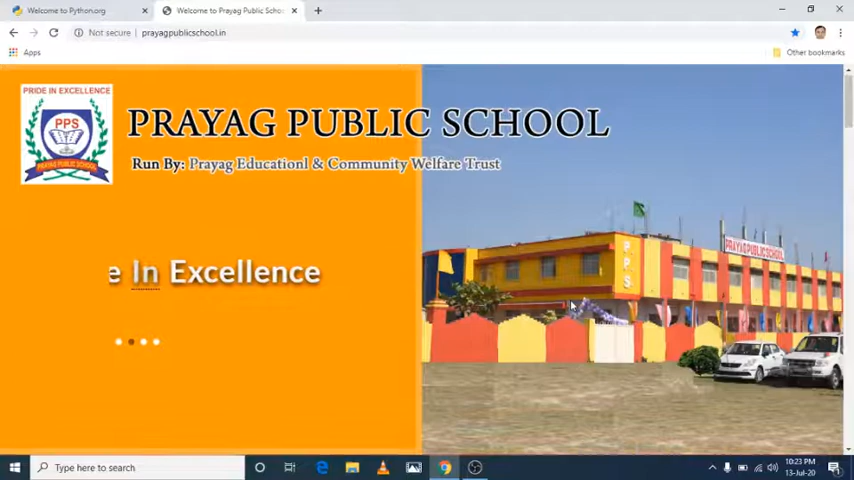 Welcome to Python.org
Welcome to Prayag Public Scho
Not secure
prayagpublicschool.in
Apps
Other bookmarks
PRIDE IN EXCELLENCE
PPS
PRAYAG PUBLIC SCHOOL
PRAYAG PUBLIC SCHOOL
Run By: Prayag Educationl & Community Welfare Trust
PRAYAG PUBLIC SCHOOL
PPS
e In Excellence
Type here to search
10:23 PM
13-Jul-20